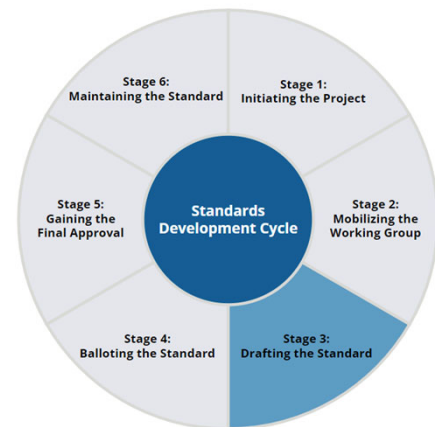 Stage 6:
Maintaining the Standard
Stage 1:
Initiating the Project
Stage 5:
Gaining the
Final Approval
Standards
Development Cycle
Stage 2:
Mobilizing the
Working Group
Stage 4:
Balloting the Standard
Stage 3:
Drafting the Standard